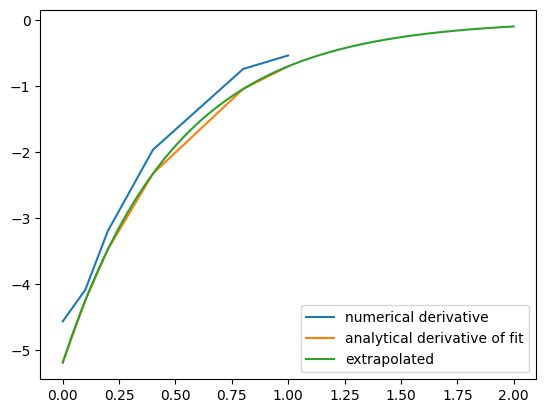 0
−1
−2
−3
−4
−5
0.00 0.25 0.50 0.75 1.00 1.25 1.50 1.75 2.00
numerical derivative
analytical derivative of fit
extrapolated